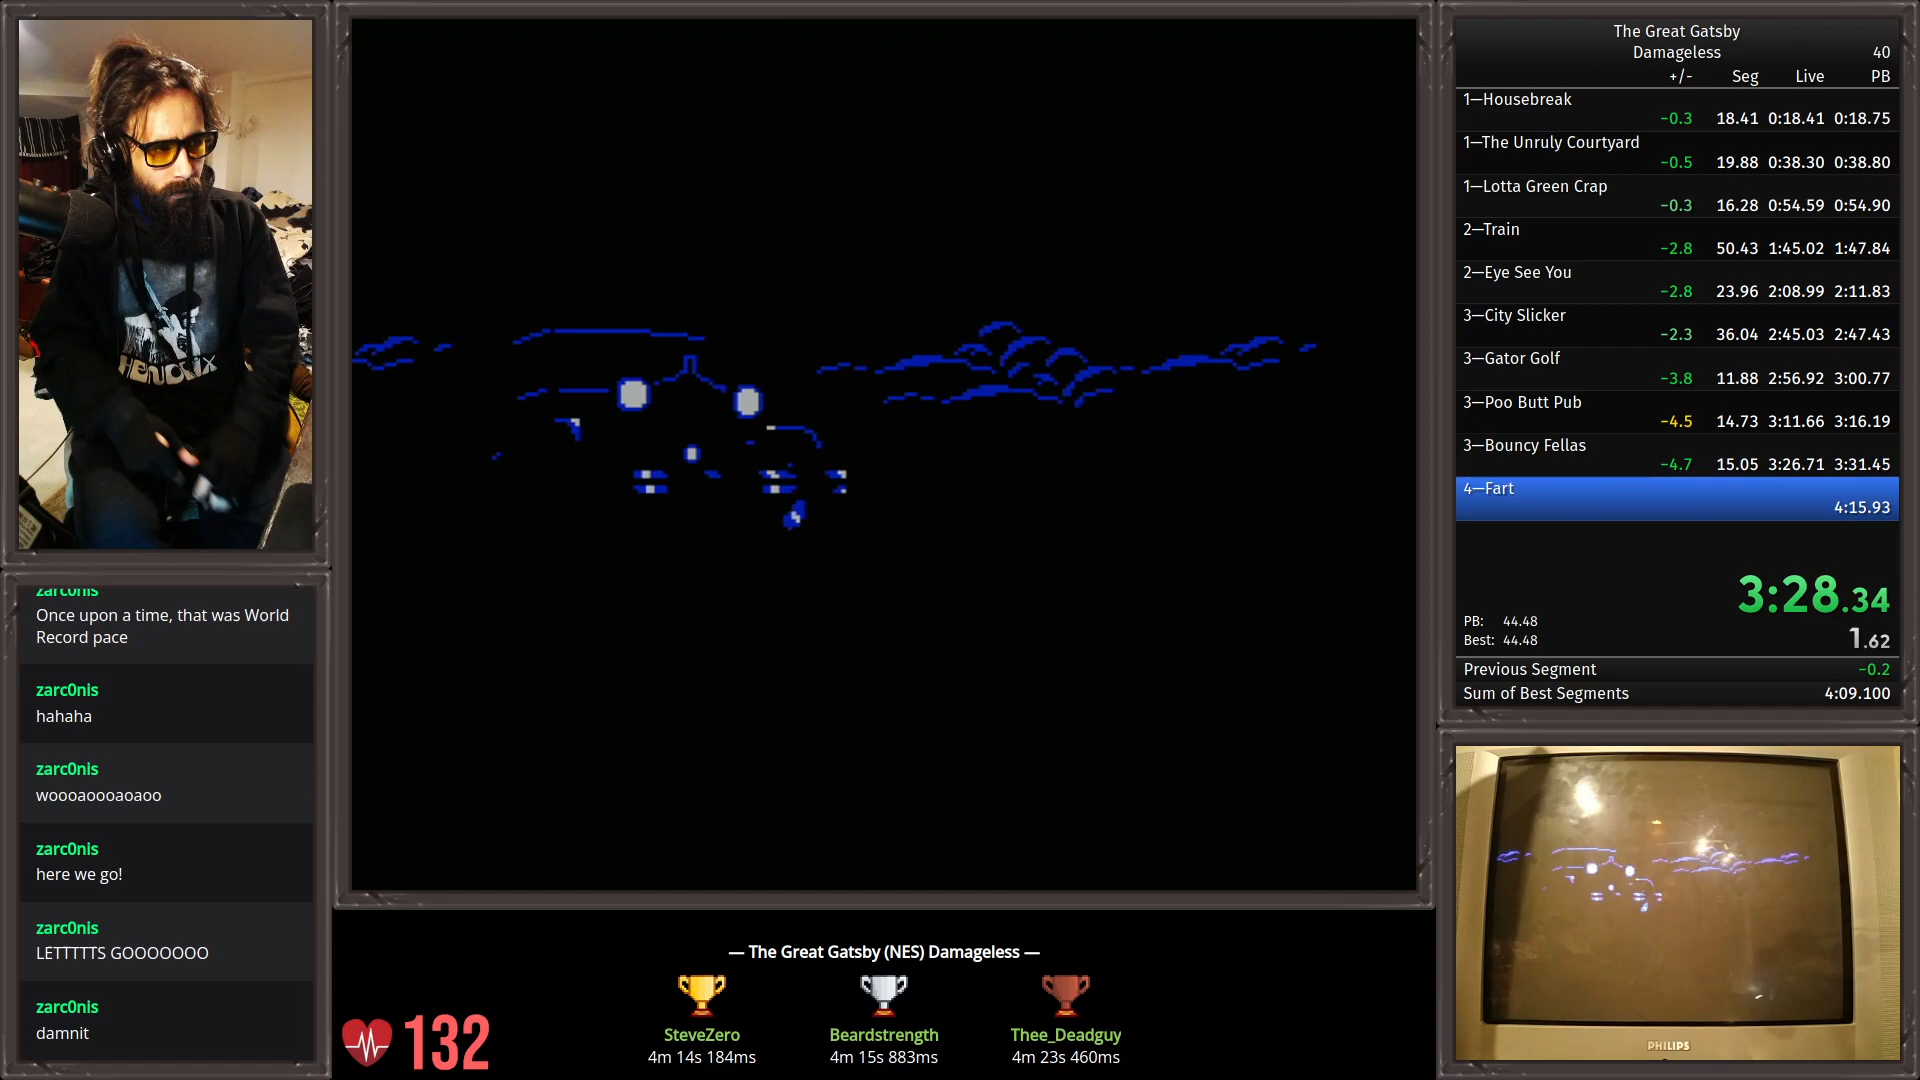 HENDRIX
zarc0nis
Once upon a time, that was World
Record pace
zarc0nis
hahaha
zarc0nis
woooaoooaoaoo
zarc0nis
here we go!
zarc0nis
LETTTTTS GOOOOOOO
zarc0nis
damnit
132
— The Great Gatsby (NES) Damageless —
SteveZero Beardstrength Thee_Deadguy
4m 14s 184ms 4m 15s 883ms 4m 23s 460ms
The Great Gatsby
Damageless 40
+/- Seg Live PB
1—Housebreak
−0.3 18.41 0:18.41 0:18.75
1—The Unruly Courtyard
−0.5 19.88 0:38.30 0:38.80
1—Lotta Green Crap
−0.3 16.28 0:54.59 0:54.90
2—Train
−2.8 50.43 1:45.02 1:47.84
2—Eye See You
−2.8 23.96 2:08.99 2:11.83
3—City Slicker
−2.3 36.04 2:45.03 2:47.43
3—Gator Golf
−3.8 11.88 2:56.92 3:00.77
3—Poo Butt Pub
−4.5 14.73 3:11.66 3:16.19
3—Bouncy Fellas
−4.7 15.05 3:26.71 3:31.45
4—Fart
4:15.93
3:28.34
PB: 44.48
Best: 44.48 1.62
Previous Segment −0.2
Sum of Best Segments 4:09.100
PHILIPS